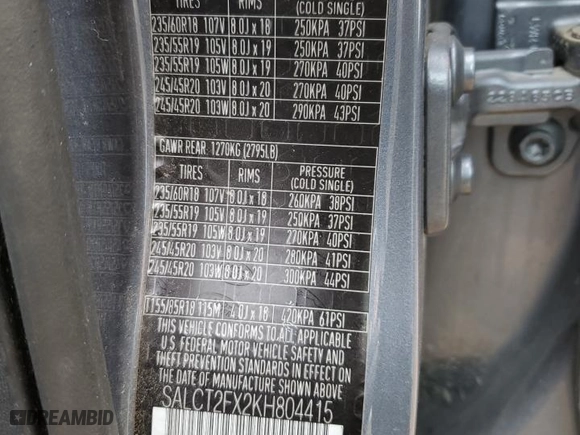 TIRES RIMS (COLD SINGLE)
235/60R18 107V 8.0J x 18 250KPA 37PSI
235/55R19 105V 8.0J x 19 250KPA 37PSI
235/55R19 105W 8.0J x 19 270KPA 40PSI
245/45R20 103V 8.0J x 20 270KPA 40PSI
245/45R20 103W 8.0J x 20 290KPA 43PSI
GAWR REAR: 1270KG (2795LB)
TIRES RIMS PRESSURE
(COLD SINGLE)
235/60R18 107V 8.0J x 18 260KPA 38PSI
235/55R19 105V 8.0J x 19 250KPA 37PSI
235/55R19 105W 8.0J x 19 270KPA 40PSI
245/45R20 103V 8.0J x 20 280KPA 41PSI
245/45R20 103W 8.0J x 20 300KPA 44PSI
T155/85R18 115M 4.0J x 18 420KPA 61PSI
THIS VEHICLE CONFORMS TO ALL APPLICABLE
U.S. FEDERAL MOTOR VEHICLE SAFETY AND
THEFT PREVENTION STANDARDS IN EFFECT ON
THE DATE OF MANUFACTURE SHOWN ABOVE.
SALCT2FX2KH804415
DREAMBID